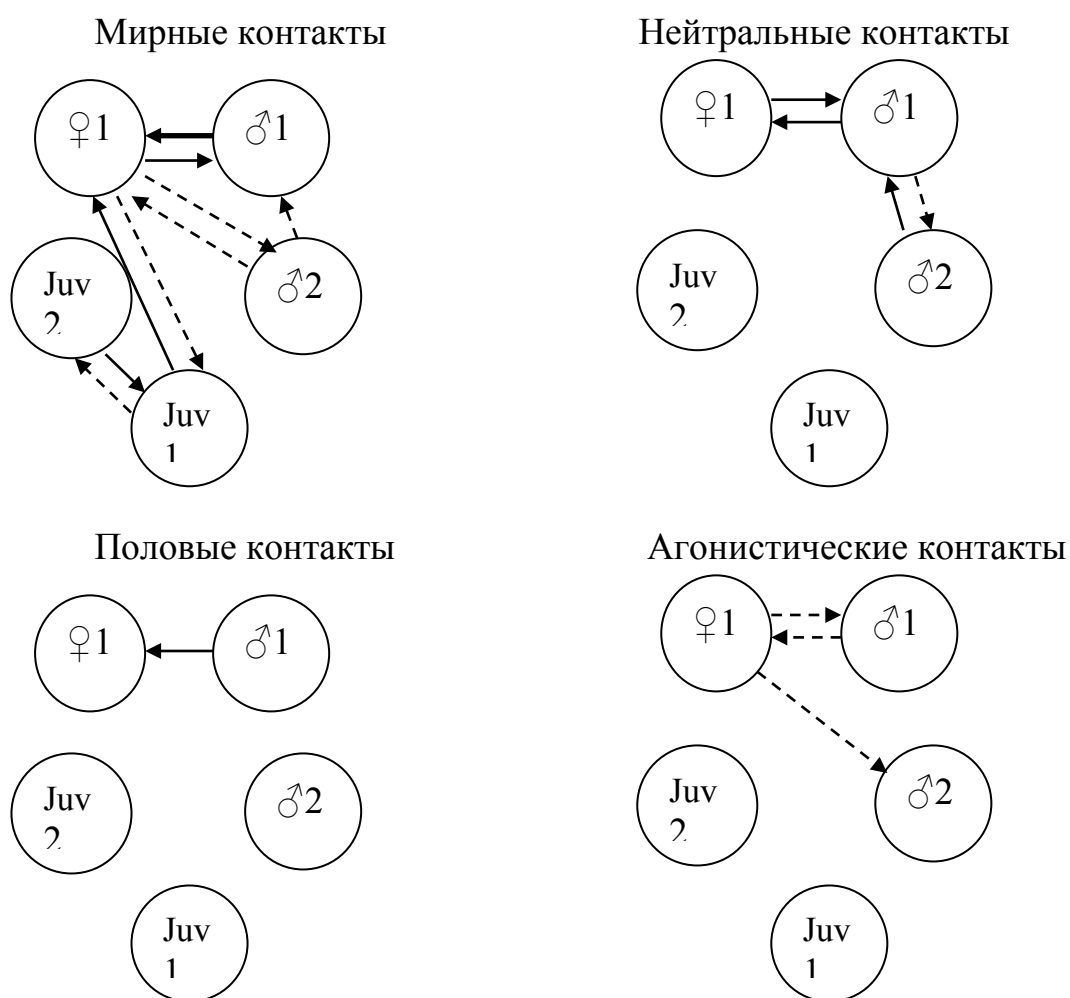 Мирные контакты
♀1
♂1
Juv
2
♂2
Juv
1
Нейтральные контакты
♀1
♂1
Juv
2
♂2
Juv
1
Половые контакты
♀1
♂1
Juv
2
♂2
Juv
1
Агонистические контакты
♀1
♂1
Juv
2
♂2
Juv
1